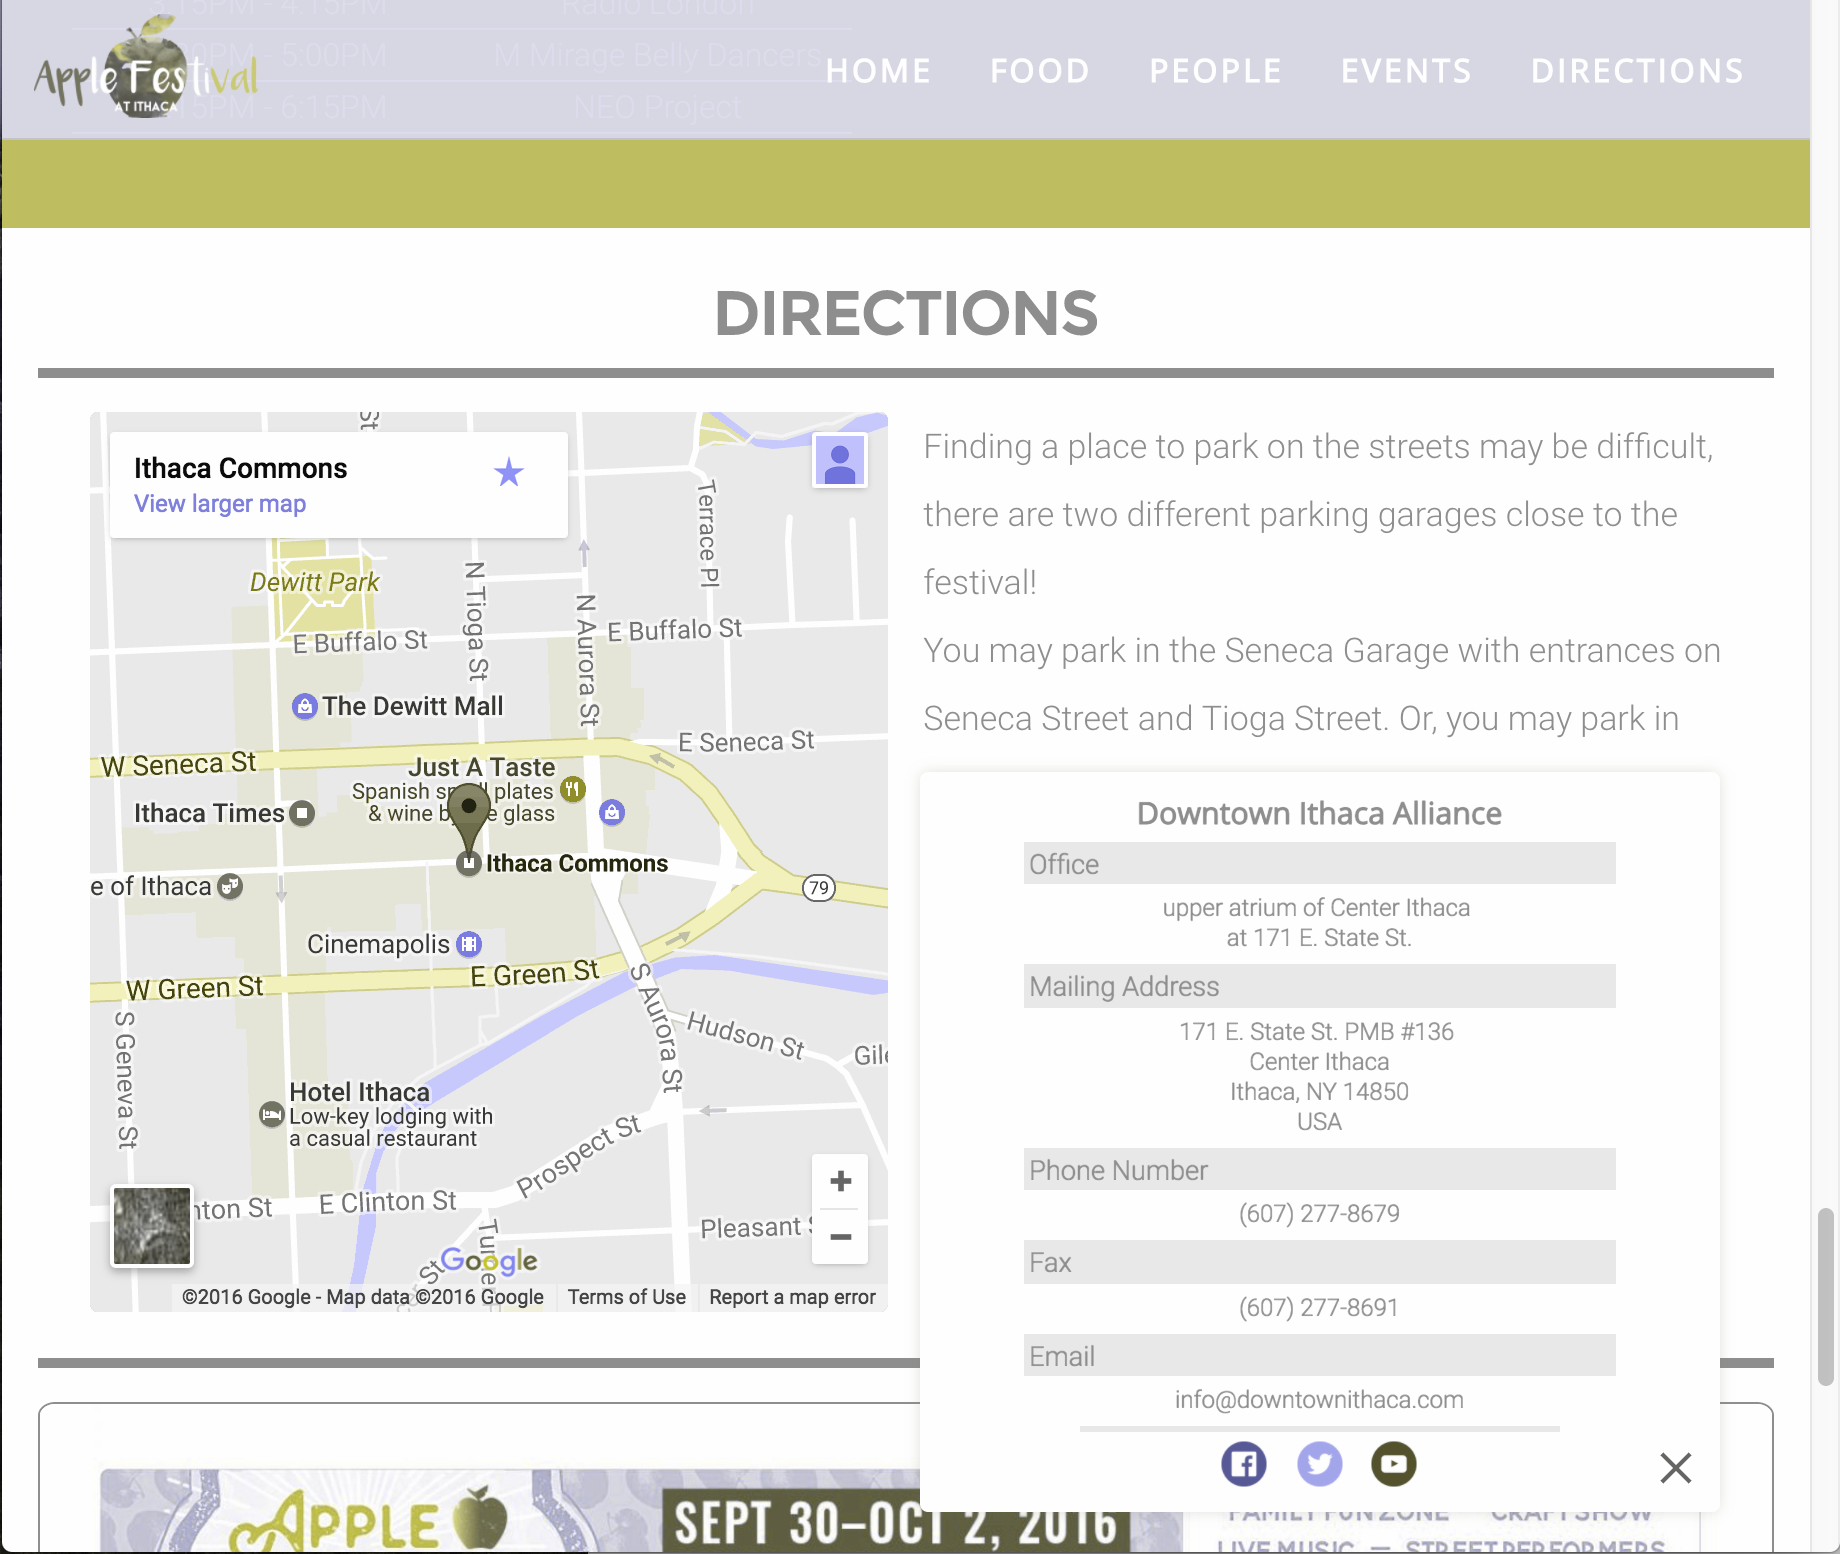 3:15PM - 4:15PM Radio London
PM - 5:00PM M Mirage Belly Dancers
5PM - 6:15PM NEO Project
Apple Festival
AT ITHACA
HOME FOOD PEOPLE EVENTS DIRECTIONS
DIRECTIONS
Ithaca Commons
View larger map
St
Terrace Pl
Dewitt Park
N Tioga St
N Aurora St
E Buffalo St
E Buffalo St
The Dewitt Mall
E Seneca St
W Seneca St
Just A Taste
Spanish small plates
& wine by the glass
Ithaca Times
Ithaca Commons
e of Ithaca
79
Cinemapolis
E Green St
W Green St
S Geneva St
S Aurora St
Hudson St
Gile
Hotel Ithaca
Low-key lodging with
a casual restaurant
Prospect St
nton St
E Clinton St
Pleasant S
Turner
St
Google
©2016 Google - Map data ©2016 Google Terms of Use Report a map error
Finding a place to park on the streets may be difficult,
there are two different parking garages close to the
festival!
You may park in the Seneca Garage with entrances on
Seneca Street and Tioga Street. Or, you may park in
Downtown Ithaca Alliance
Office
upper atrium of Center Ithaca
at 171 E. State St.
Mailing Address
171 E. State St. PMB #136
Center Ithaca
Ithaca, NY 14850
USA
Phone Number
(607) 277-8679
Fax
(607) 277-8691
Email
info@downtownithaca.com
APPLE
SEPT 30–OCT 2, 2016
FAMILY FUN ZONE CRAFT SHOW
LIVE MUSIC — STREET PERFORMERS